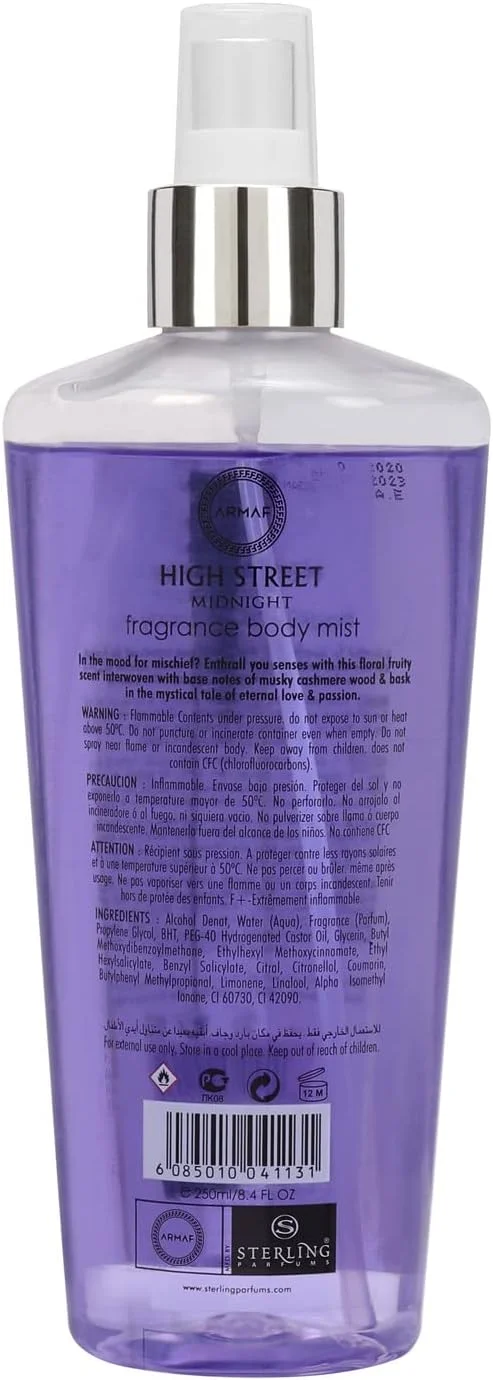 2020
2023
A.E
ARMAF
HIGH STREET
MIDNIGHT
fragrance body mist
In the mood for mischief? Enthrall you senses with this floral fruity
scent interwoven with base notes of musky cashmere wood & bask
in the mystical tale of eternal love & passion.
WARNING : Flammable Contents under pressure, do not expose to sun or heat
above 50ºC. Do not puncture or incinerate container even when empty. Do not
spray near flame or incandescent body. Keep away from children, does not
contain CFC (chlorofluorocarbons).
PRECAUCION : Inflammable. Envase bajo presión. Proteger del sol y no
exponerlo a temperature mayor de 50ºC. No perforarlo. No arrojalo al
incineradore ó al fuego, ni siquiera vacio. No pulverizer sobre llama ó cuerpo
incandescente. Mantenerlo fuera del alcance de los niños. No contiene CFC
ATTENTION : Récipient sous pression. A protéger contre les rayons solaires
et à une température supérieur à 50ºC. Ne pas percer ou brûler, même après
usage. Ne pas vaporiser vers une flamme ou un corps incandescent. Tenir
hors de protée des enfants. F +-Extrêmement inflammable.
INGREDIENTS : Alcohol Denat, Water (Aqua), Fragrance (Parfum),
Propylene Glycol, BHT, PEG-40 Hydrogenated Castor Oil, Glycerin, Butyl
Methoxydibenzoylmethane, Ethylhexyl Methoxycinnamate, Ethyl
Hexylsalicylate, Benzyl Salicylate, Citral, Citronellol, Coumarin,
Butylphenyl Methylpropional, Limonene, Linalool, Alpha Isomethyl
Ionane, CI 60730, CI 42090.
للاستعمال الخارجي فقط. يحفظ في مكان بارد وجاف. أبقيه بعيدا عن متناول أيدي الأطفال
For external use only. Store in a cool place. Keep out of reach of children.
ПК08
12 M
6 085010 041131
℮ 250ml/8.4 FL OZ
ARMAF
MFD. BY
S
STERLING
PARFUMS
www.sterlingparfums.com